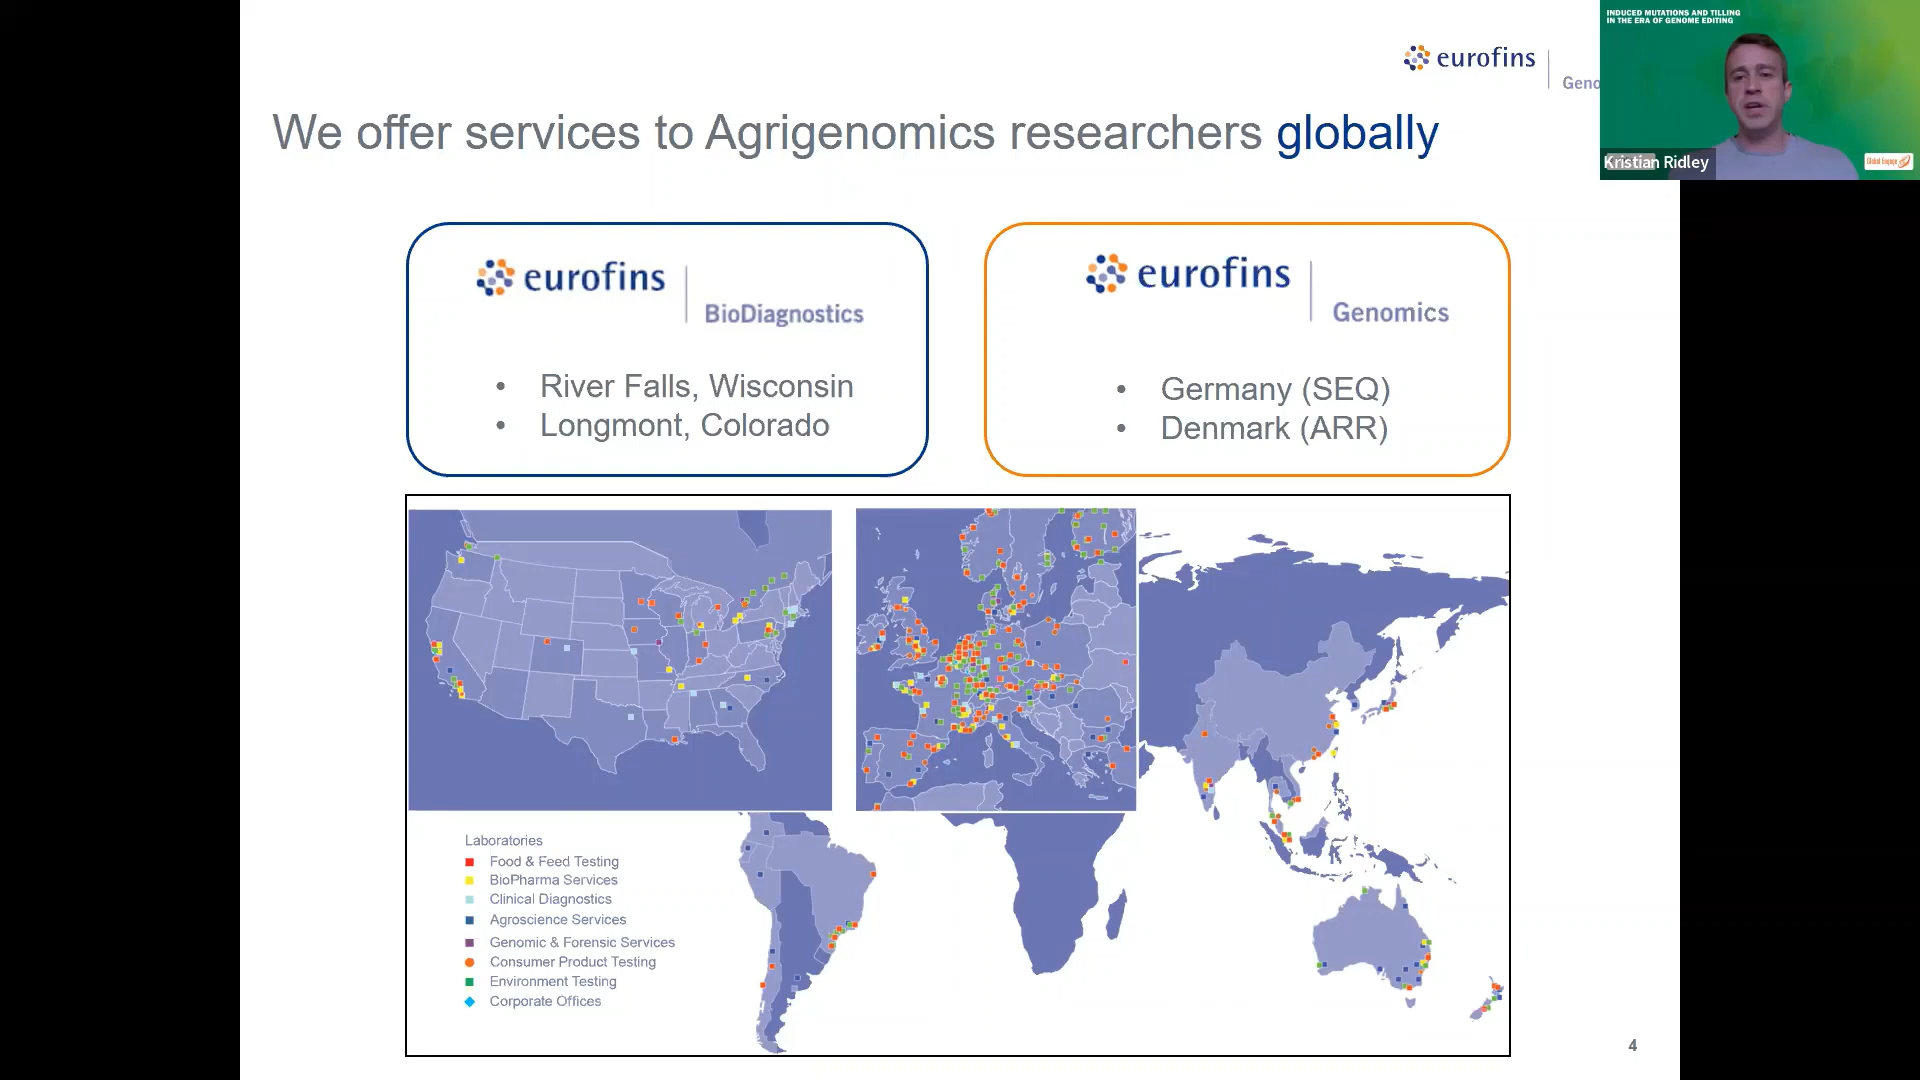 INDUCED MUTATIONS AND TILLING
IN THE ERA OF GENOME EDITING
eurofins
Geno
Kristian Ridley
Global Engage
We offer services to Agrigenomics researchers globally
eurofins
BioDiagnostics
• River Falls, Wisconsin
• Longmont, Colorado
eurofins
Genomics
• Germany (SEQ)
• Denmark (ARR)
Laboratories
Food & Feed Testing
BioPharma Services
Clinical Diagnostics
Agroscience Services
Genomic & Forensic Services
Consumer Product Testing
Environment Testing
Corporate Offices
4